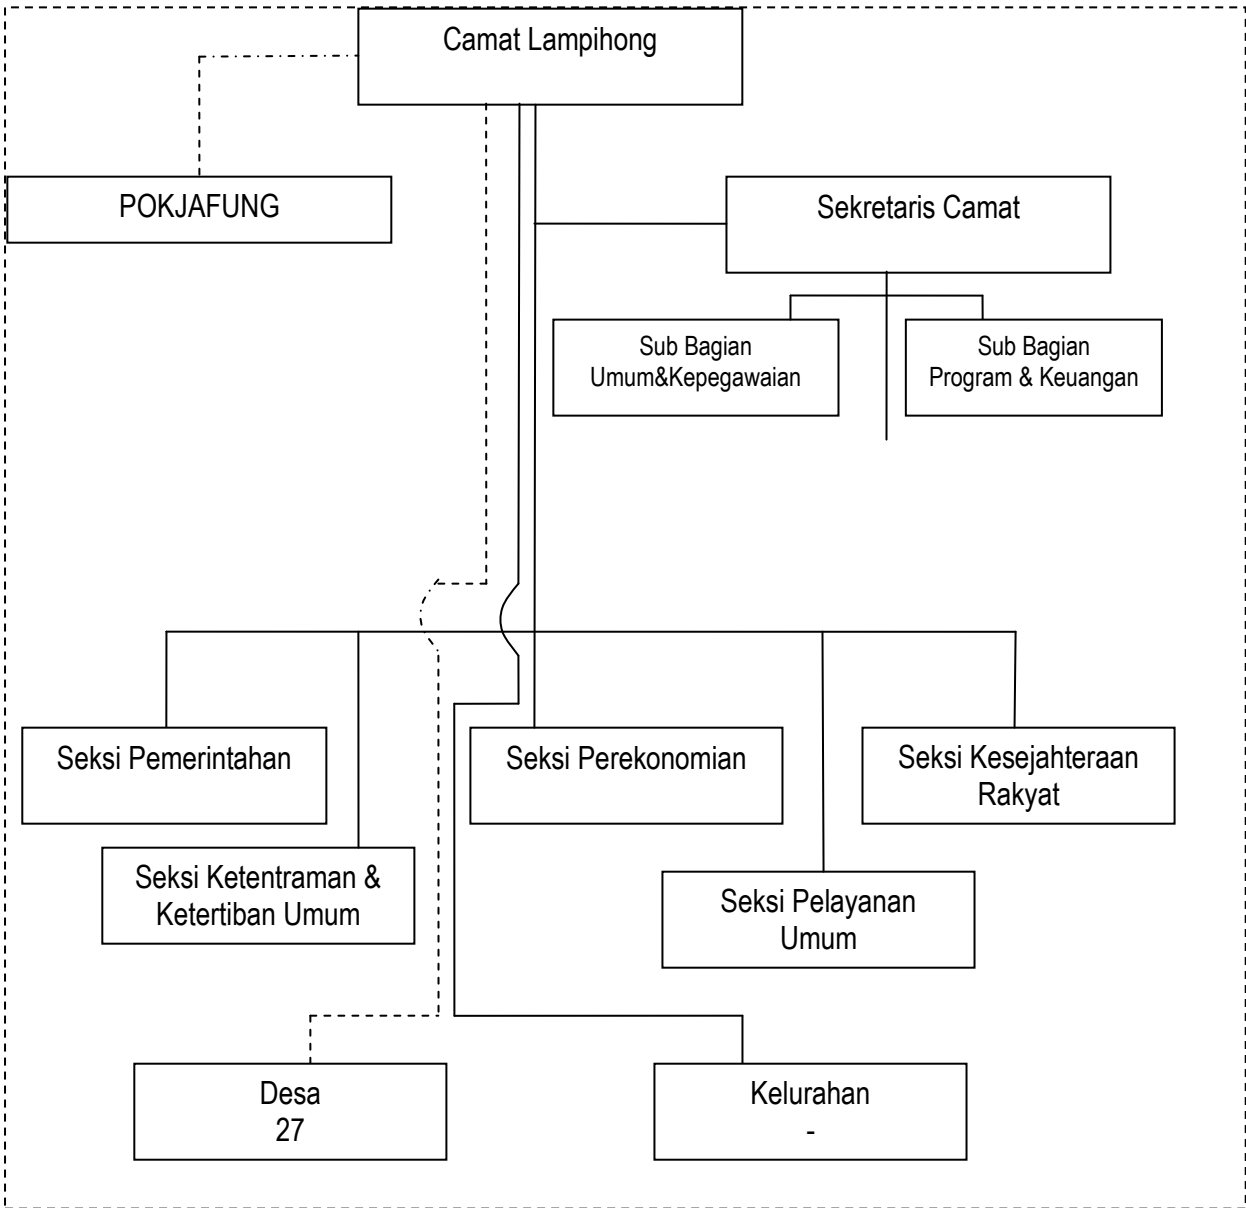 Camat Lampihong
POKJAFUNG
Sekretaris Camat
Sub Bagian
Umum&Kepegawaian
Sub Bagian
Program & Keuangan
Seksi Pemerintahan
Seksi Perekonomian
Seksi Kesejahteraan
Rakyat
Seksi Ketentraman &
Ketertiban Umum
Seksi Pelayanan
Umum
Desa
27
Kelurahan
-